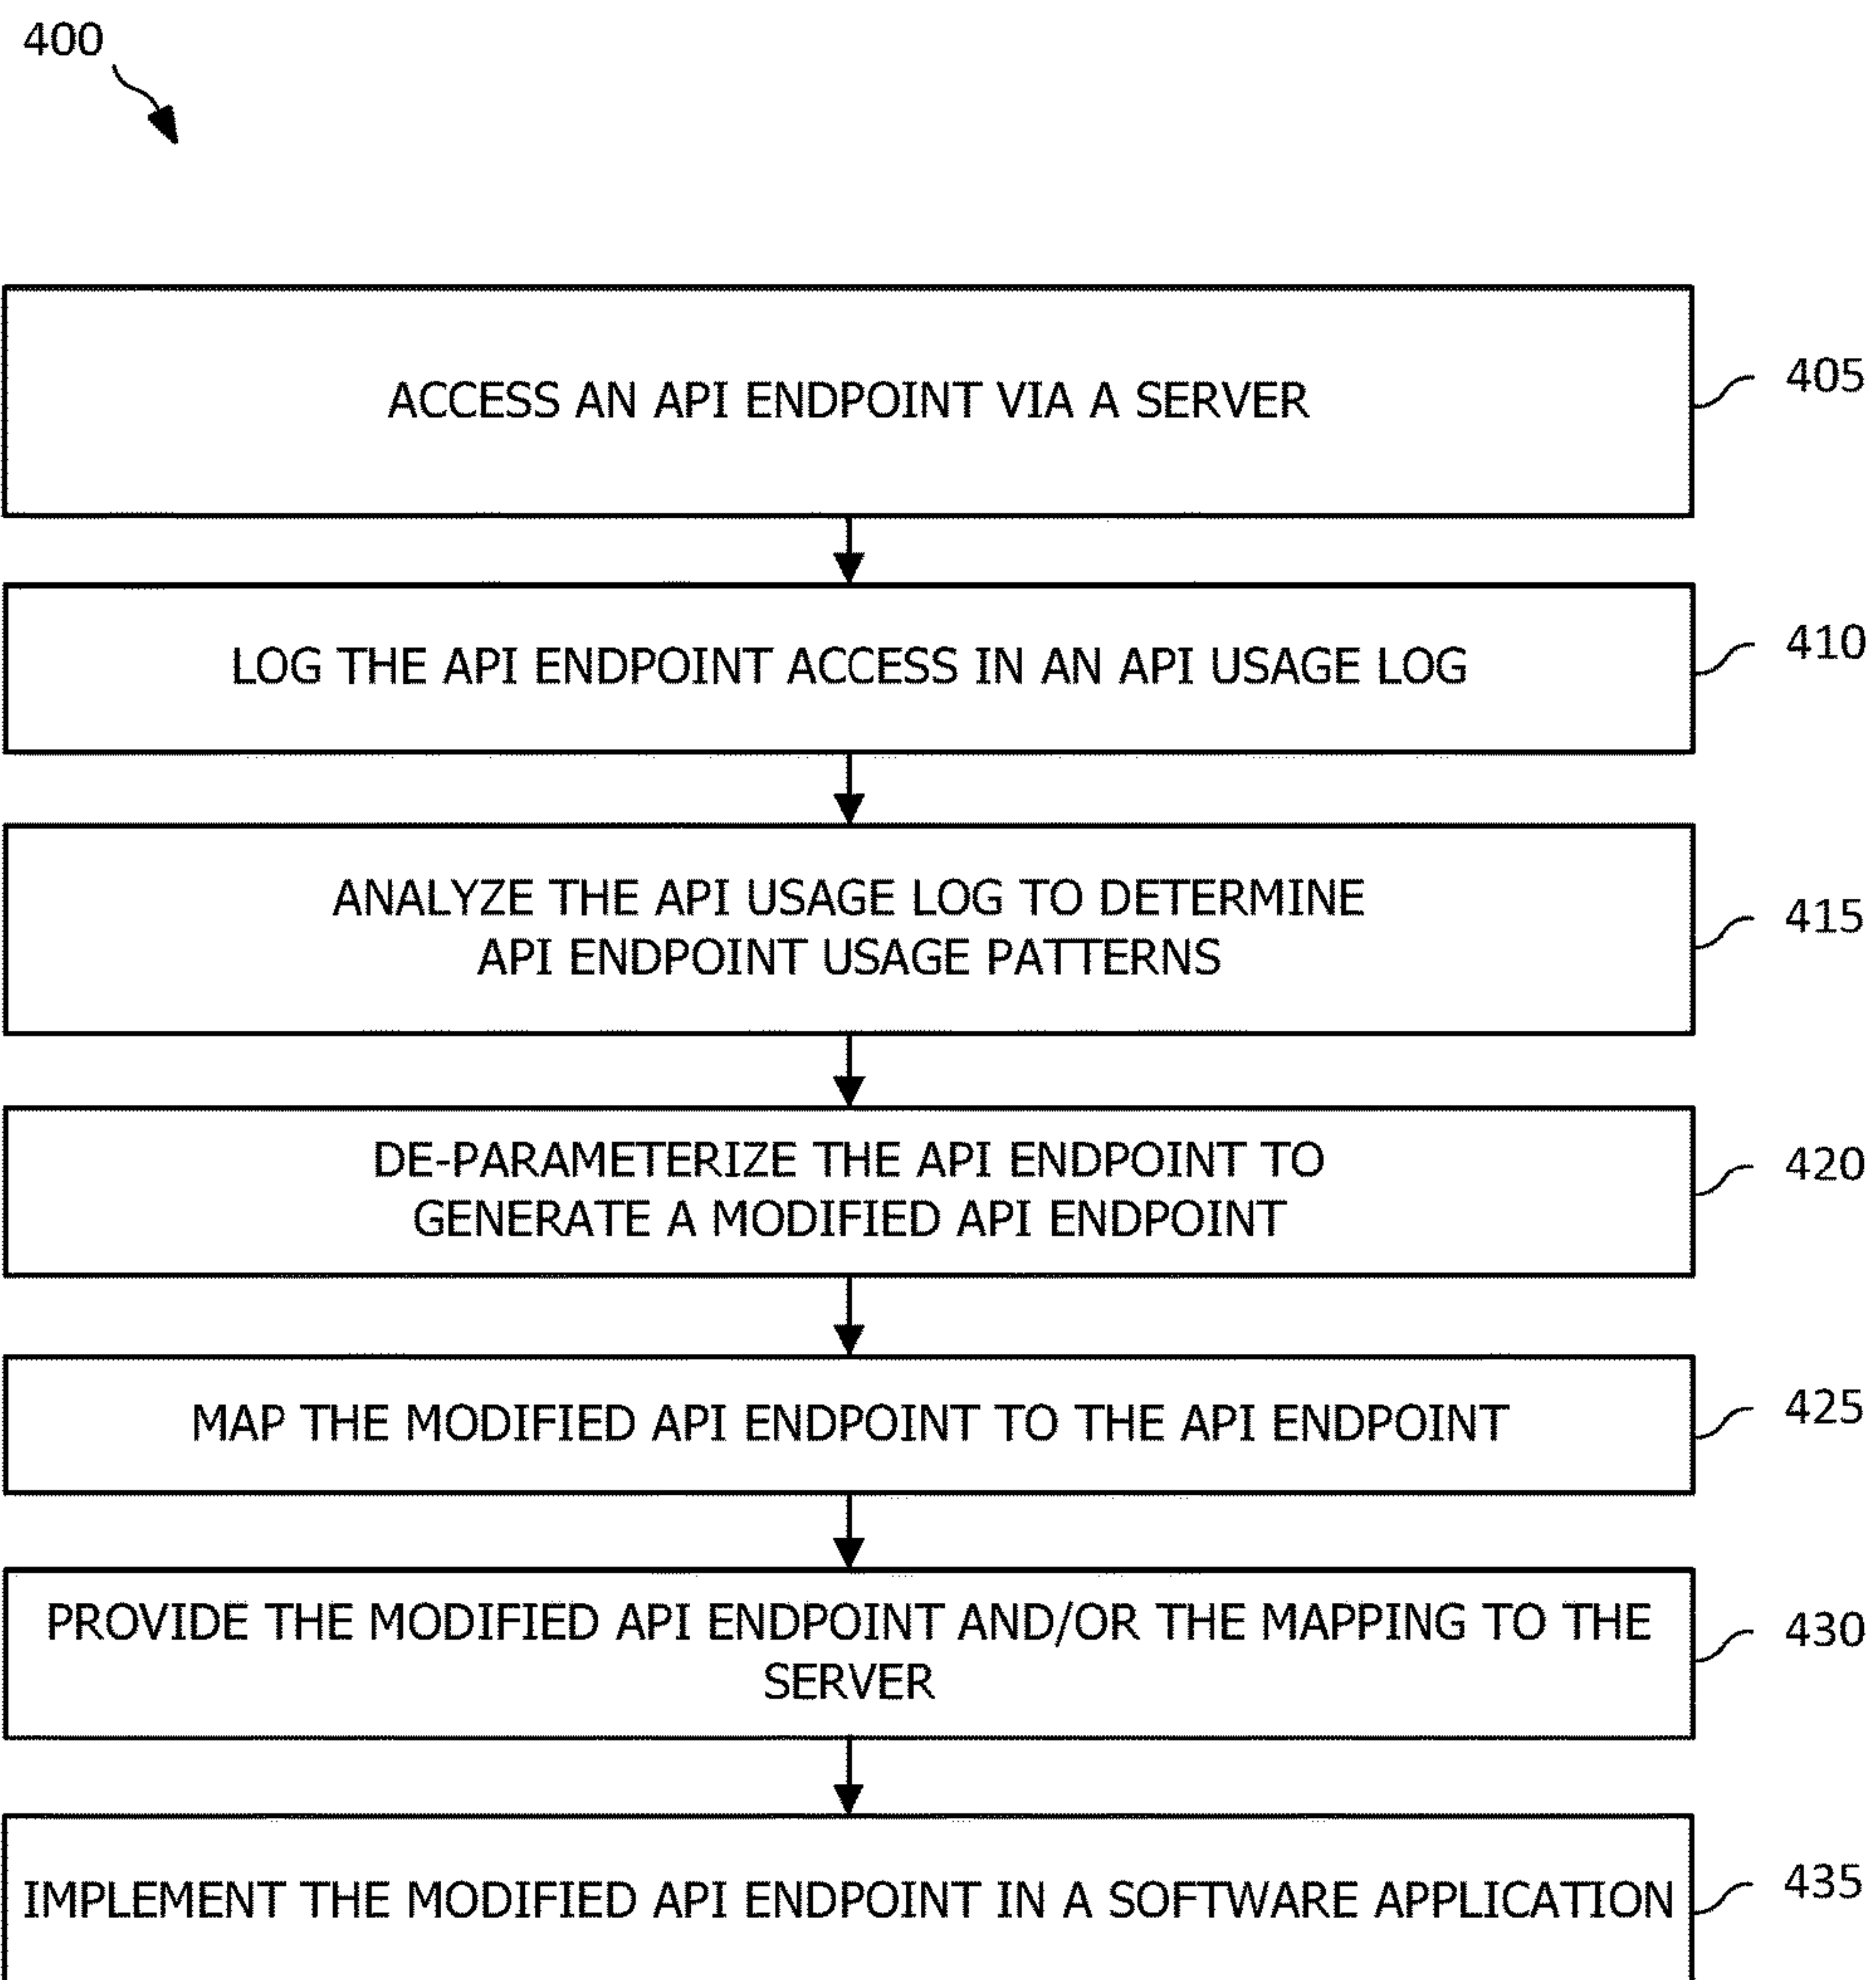 400
ACCESS AN API ENDPOINT VIA A SERVER
405
LOG THE API ENDPOINT ACCESS IN AN API USAGE LOG
410
ANALYZE THE API USAGE LOG TO DETERMINE
API ENDPOINT USAGE PATTERNS
415
DE-PARAMETERIZE THE API ENDPOINT TO
GENERATE A MODIFIED API ENDPOINT
420
MAP THE MODIFIED API ENDPOINT TO THE API ENDPOINT
425
PROVIDE THE MODIFIED API ENDPOINT AND/OR THE MAPPING TO THE
SERVER
430
IMPLEMENT THE MODIFIED API ENDPOINT IN A SOFTWARE APPLICATION
435